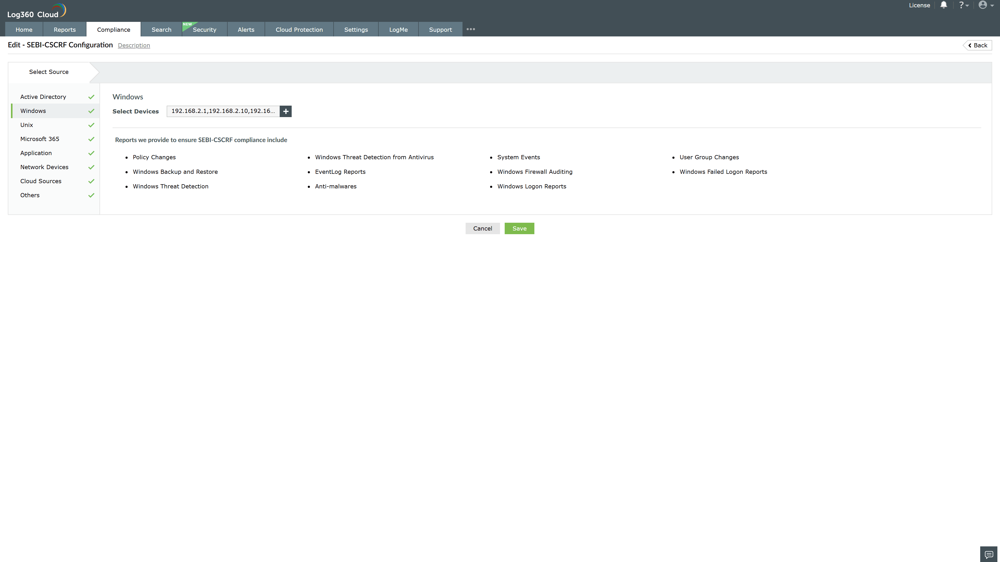 Log360 Cloud
License
?
Home
Reports
Compliance
Search
NEW
Security
Alerts
Cloud Protection
Settings
LogMe
Support
Edit - SEBI-CSCRF Configuration
Description
Back
Select Source
Active Directory
Windows
Unix
Microsoft 365
Application
Network Devices
Cloud Sources
Others
Windows
Select Devices
192.168.2.1,192.168.2.10,192.16...
+
Reports we provide to ensure SEBI-CSCRF compliance include
• Policy Changes
• Windows Threat Detection from Antivirus
• System Events
• User Group Changes
• Windows Backup and Restore
• EventLog Reports
• Windows Firewall Auditing
• Windows Failed Logon Reports
• Windows Threat Detection
• Anti-malwares
• Windows Logon Reports
Cancel
Save